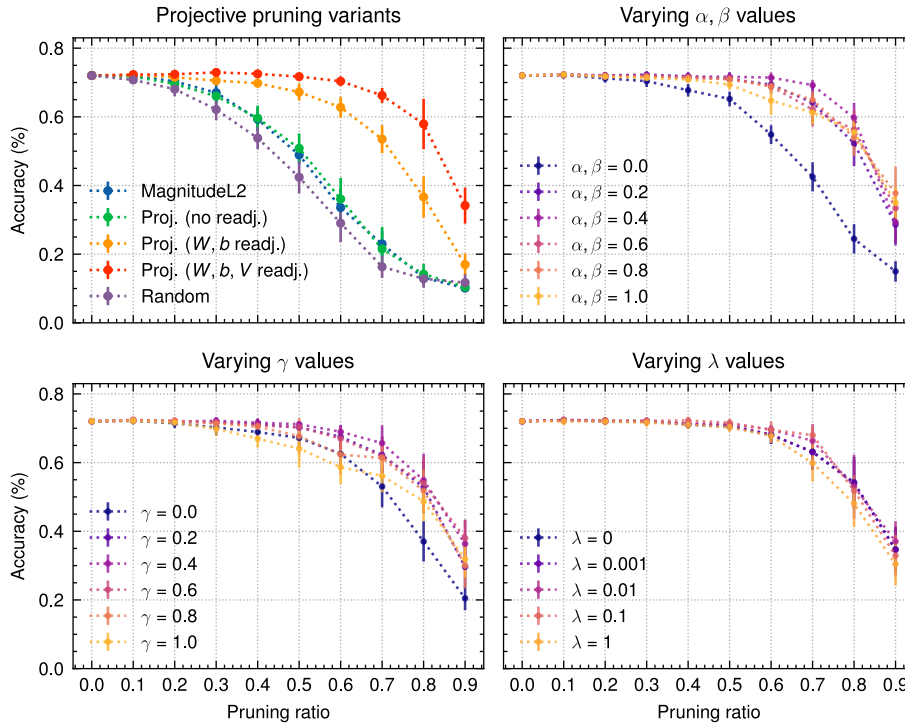 Projective pruning variants
Accuracy (%)
0.8
0.6
0.4
0.2
0.0
MagnitudeL2
Proj. (no readj.)
Proj. (W, b readj.)
Proj. (W, b, V readj.)
Random
Varying α, β values
α, β = 0.0
α, β = 0.2
α, β = 0.4
α, β = 0.6
α, β = 0.8
α, β = 1.0
Varying γ values
Accuracy (%)
0.8
0.6
0.4
0.2
0.0
γ = 0.0
γ = 0.2
γ = 0.4
γ = 0.6
γ = 0.8
γ = 1.0
0.0 0.1 0.2 0.3 0.4 0.5 0.6 0.7 0.8 0.9
Pruning ratio
Varying λ values
λ = 0
λ = 0.001
λ = 0.01
λ = 0.1
λ = 1
0.0 0.1 0.2 0.3 0.4 0.5 0.6 0.7 0.8 0.9
Pruning ratio